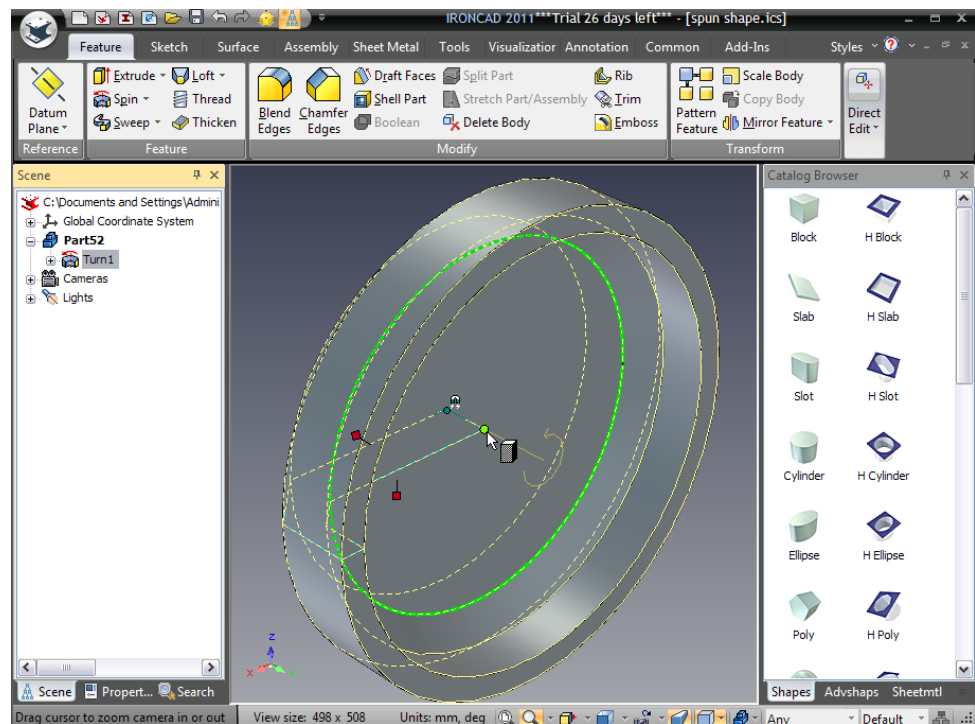 IRONCAD 2011***Trial 26 days left*** - [spun shape.ics]
Feature Sketch Surface Assembly Sheet Metal Tools Visualization Annotation Common Add-Ins Styles
Datum Plane
Reference
Extrude Loft
Spin Thread
Sweep Thicken
Feature
Blend Edges
Chamfer Edges
Draft Faces Split Part Rib
Shell Part Stretch Part/Assembly Trim
Boolean Delete Body Emboss
Modify
Pattern Feature
Scale Body
Copy Body
Mirror Feature
Transform
Direct Edit
Scene
C:\Documents and Settings\Admini
Global Coordinate System
Part52
Turn1
Cameras
Lights
Scene Propert... Search
z
x
Catalog Browser
Block H Block
Slab H Slab
Slot H Slot
Cylinder H Cylinder
Ellipse H Ellipse
Poly H Poly
Shapes Advshaps Sheetmtl
Drag cursor to zoom camera in or out View size: 498 x 508 Units: mm, deg Any Default